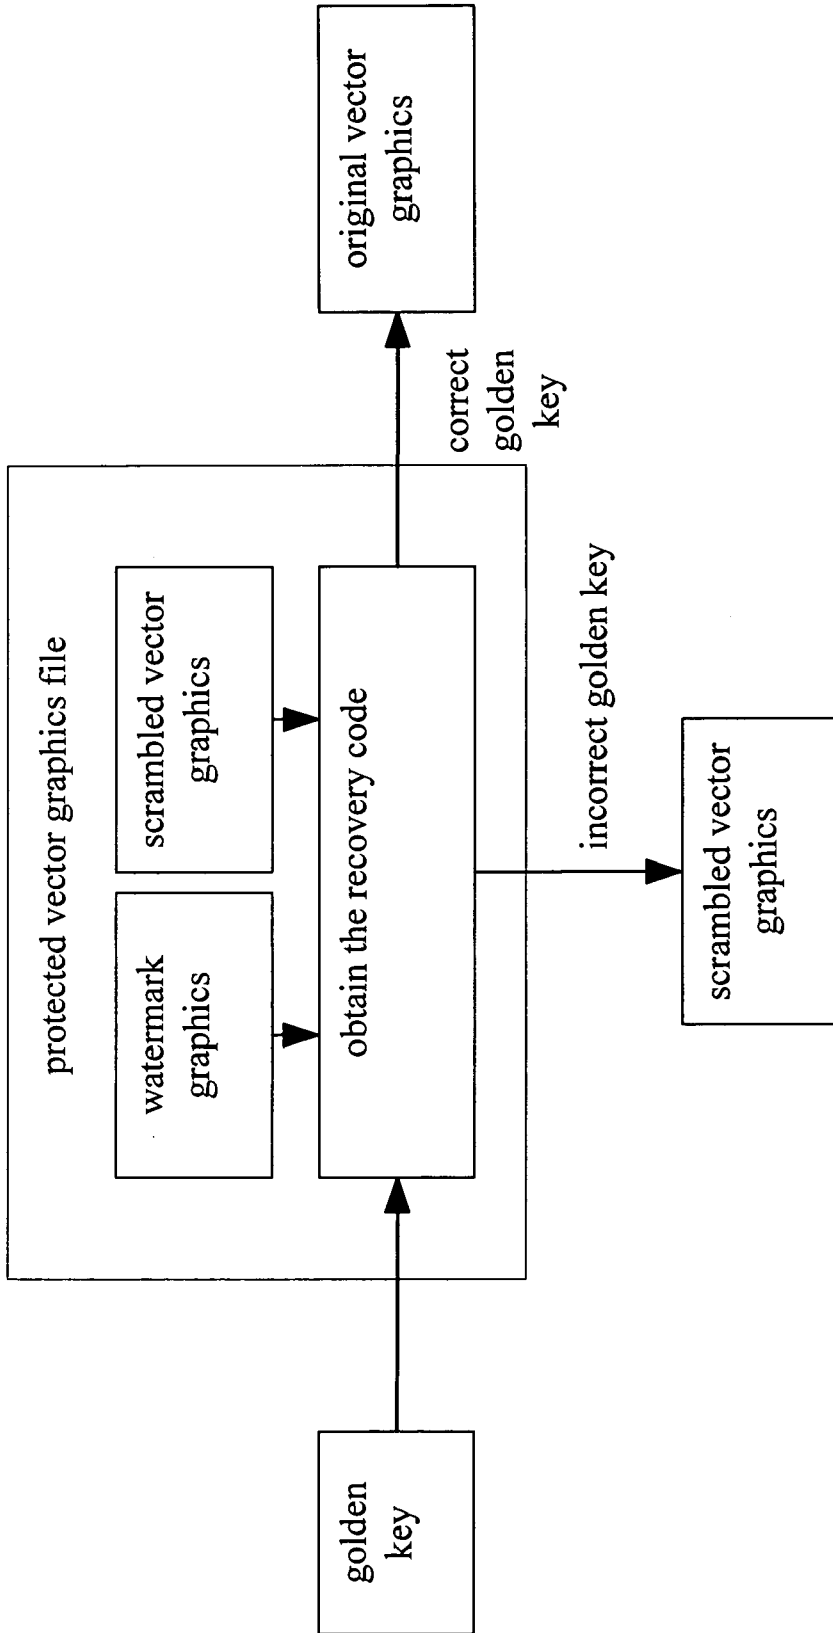 protected vector graphics file
watermark
graphics
scrambled vector
graphics
golden
key
obtain the recovery code
correct
golden
key
original vector
graphics
incorrect golden key
scrambled vector
graphics